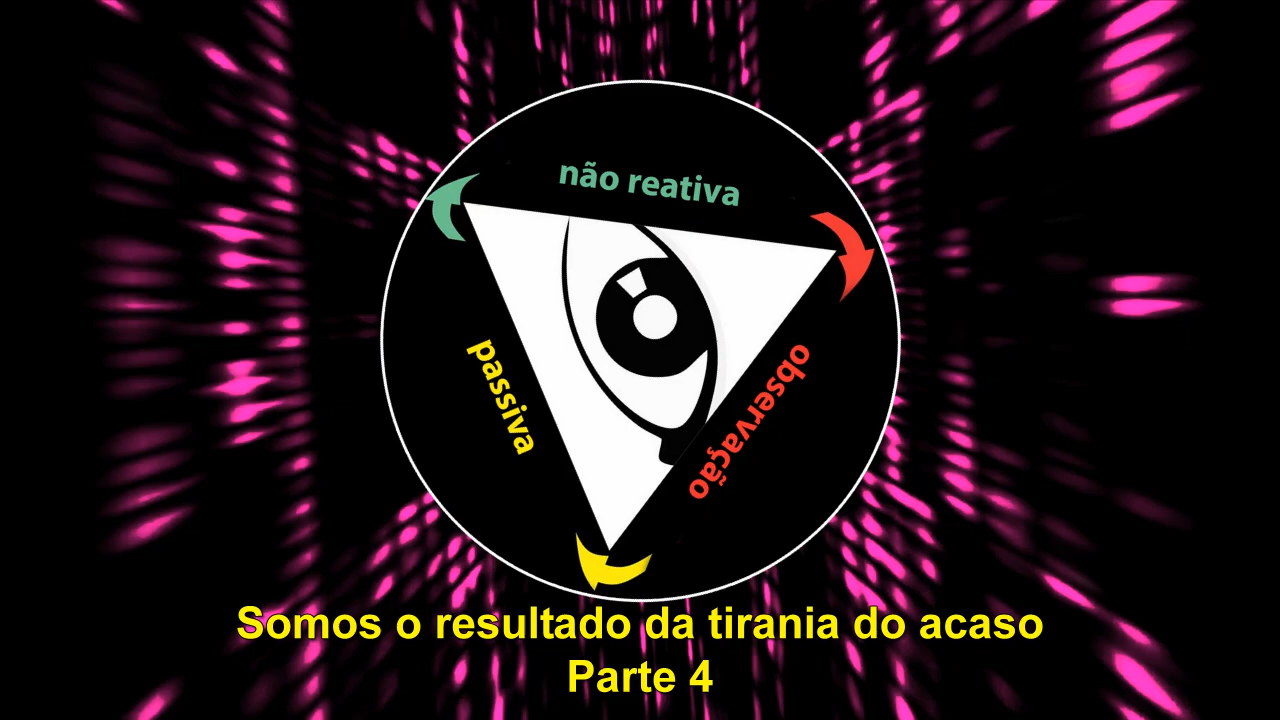 não reativa
passiva
observação
Somos o resultado da tirania do acaso
Parte 4